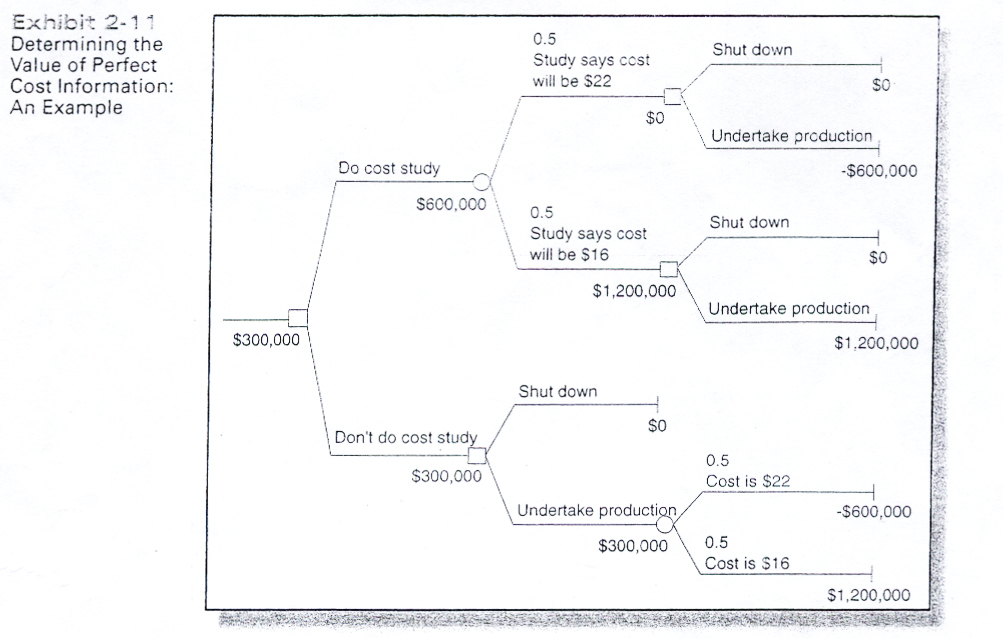 Exhibit 2-11
Determining the
Value of Perfect
Cost Information:
An Example
0.5
Study says cost
will be $22
$0
Shut down
$0
Undertake production
-$600,000
Do cost study
$600,000
0.5
Study says cost
will be $16
$1,200,000
Shut down
$0
Undertake production
$1,200,000
$300,000
Shut down
$0
Don't do cost study
$300,000
Undertake production
$300,000
0.5
Cost is $22
-$600,000
0.5
Cost is $16
$1,200,000